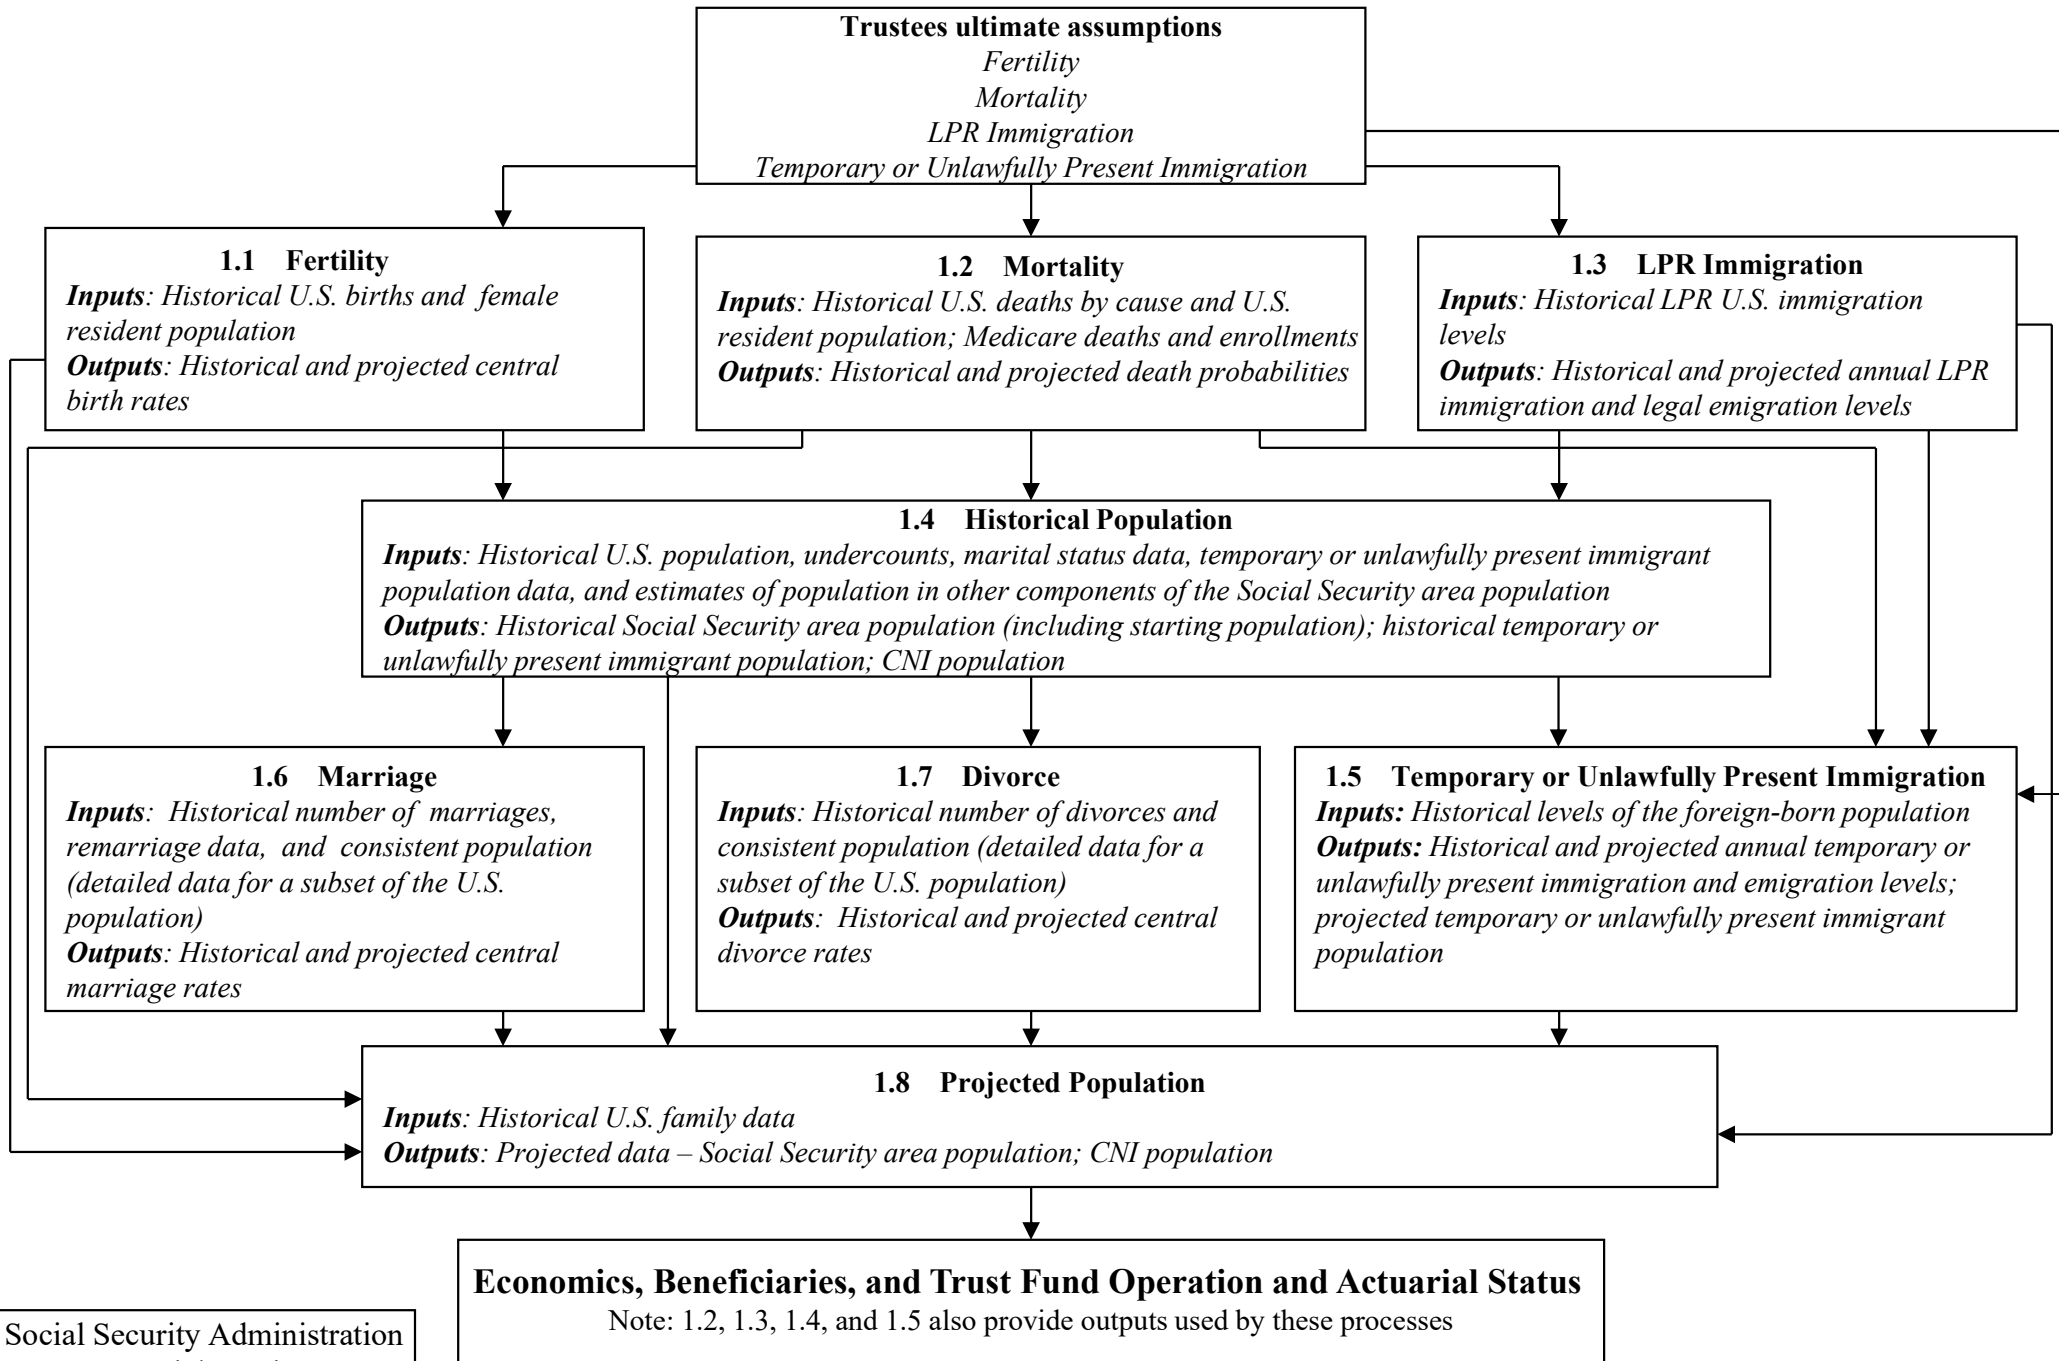 Trustees ultimate assumptions
Fertility
Mortality
LPR Immigration
Temporary or Unlawfully Present Immigration
1.1 Fertility
Inputs: Historical U.S. births and female
resident population
Outputs: Historical and projected central
birth rates
1.2 Mortality
Inputs: Historical U.S. deaths by cause and U.S.
resident population; Medicare deaths and enrollments
Outputs: Historical and projected death probabilities
1.3 LPR Immigration
Inputs: Historical LPR U.S. immigration
levels
Outputs: Historical and projected annual LPR
immigration and legal emigration levels
1.4 Historical Population
Inputs: Historical U.S. population, undercounts, marital status data, temporary or unlawfully present immigrant
population data, and estimates of population in other components of the Social Security area population
Outputs: Historical Social Security area population (including starting population); historical temporary or
unlawfully present immigrant population; CNI population
1.6 Marriage
Inputs: Historical number of marriages,
remarriage data, and consistent population
(detailed data for a subset of the U.S.
population)
Outputs: Historical and projected central
marriage rates
1.7 Divorce
Inputs: Historical number of divorces and
consistent population (detailed data for a
subset of the U.S. population)
Outputs: Historical and projected central
divorce rates
1.5 Temporary or Unlawfully Present Immigration
Inputs: Historical levels of the foreign-born population
Outputs: Historical and projected annual temporary or
unlawfully present immigration and emigration levels;
projected temporary or unlawfully present immigrant
population
1.8 Projected Population
Inputs: Historical U.S. family data
Outputs: Projected data – Social Security area population; CNI population
Economics, Beneficiaries, and Trust Fund Operation and Actuarial Status
Note: 1.2, 1.3, 1.4, and 1.5 also provide outputs used by these processes
Social Security Administration